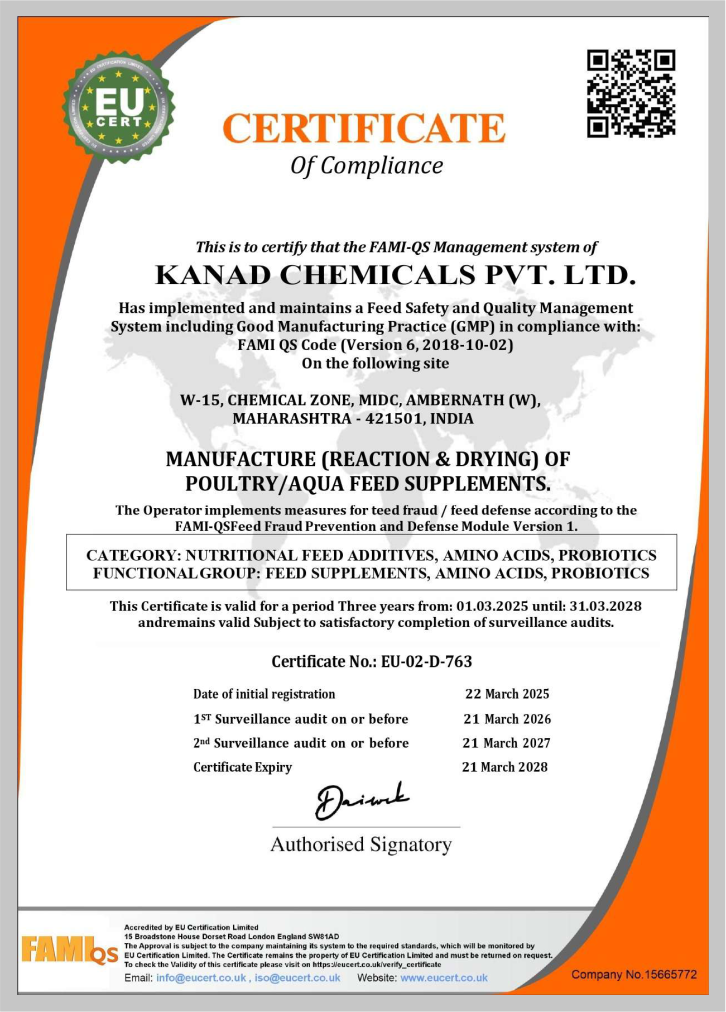 EU
CERT
CERTIFICATE
Of Compliance
This is to certify that the FAMI-QS Management system of
KANAD CHEMICALS PVT. LTD.
Has implemented and maintains a Feed Safety and Quality Management
System including Good Manufacturing Practice (GMP) in compliance with:
FAMI QS Code (Version 6, 2018-10-02)
On the following site
W-15, CHEMICAL ZONE, MIDC, AMBERNATH (W),
MAHARASHTRA - 421501, INDIA
MANUFACTURE (REACTION & DRYING) OF
POULTRY/AQUA FEED SUPPLEMENTS.
The Operator implements measures for teed fraud / feed defense according to the
FAMI-QSFeed Fraud Prevention and Defense Module Version 1.
CATEGORY: NUTRITIONAL FEED ADDITIVES, AMINO ACIDS, PROBIOTICS
FUNCTIONAL GROUP: FEED SUPPLEMENTS, AMINO ACIDS, PROBIOTICS
This Certificate is valid for a period Three years from: 01.03.2025 until: 31.03.2028
andremains valid Subject to satisfactory completion of surveillance audits.
Certificate No.: EU-02-D-763
Date of initial registration 22 March 2025
1ST Surveillance audit on or before 21 March 2026
2nd Surveillance audit on or before 21 March 2027
Certificate Expiry 21 March 2028
Authorised Signatory
FAMI QS
Accredited by EU Certification Limited
15 Broadstone House Dorset Road London England SW81AD
The Approval is subject to the company maintaining its system to the required standards, which will be monitored by
EU Certification Limited. The Certificate remains the property of EU Certification Limited and must be returned on request.
To check the Validity of this certificate please visit on https://eucert.co.uk/verify_certificate
Email: info@eucert.co.uk , iso@eucert.co.uk Website: www.eucert.co.uk
Company No.15665772